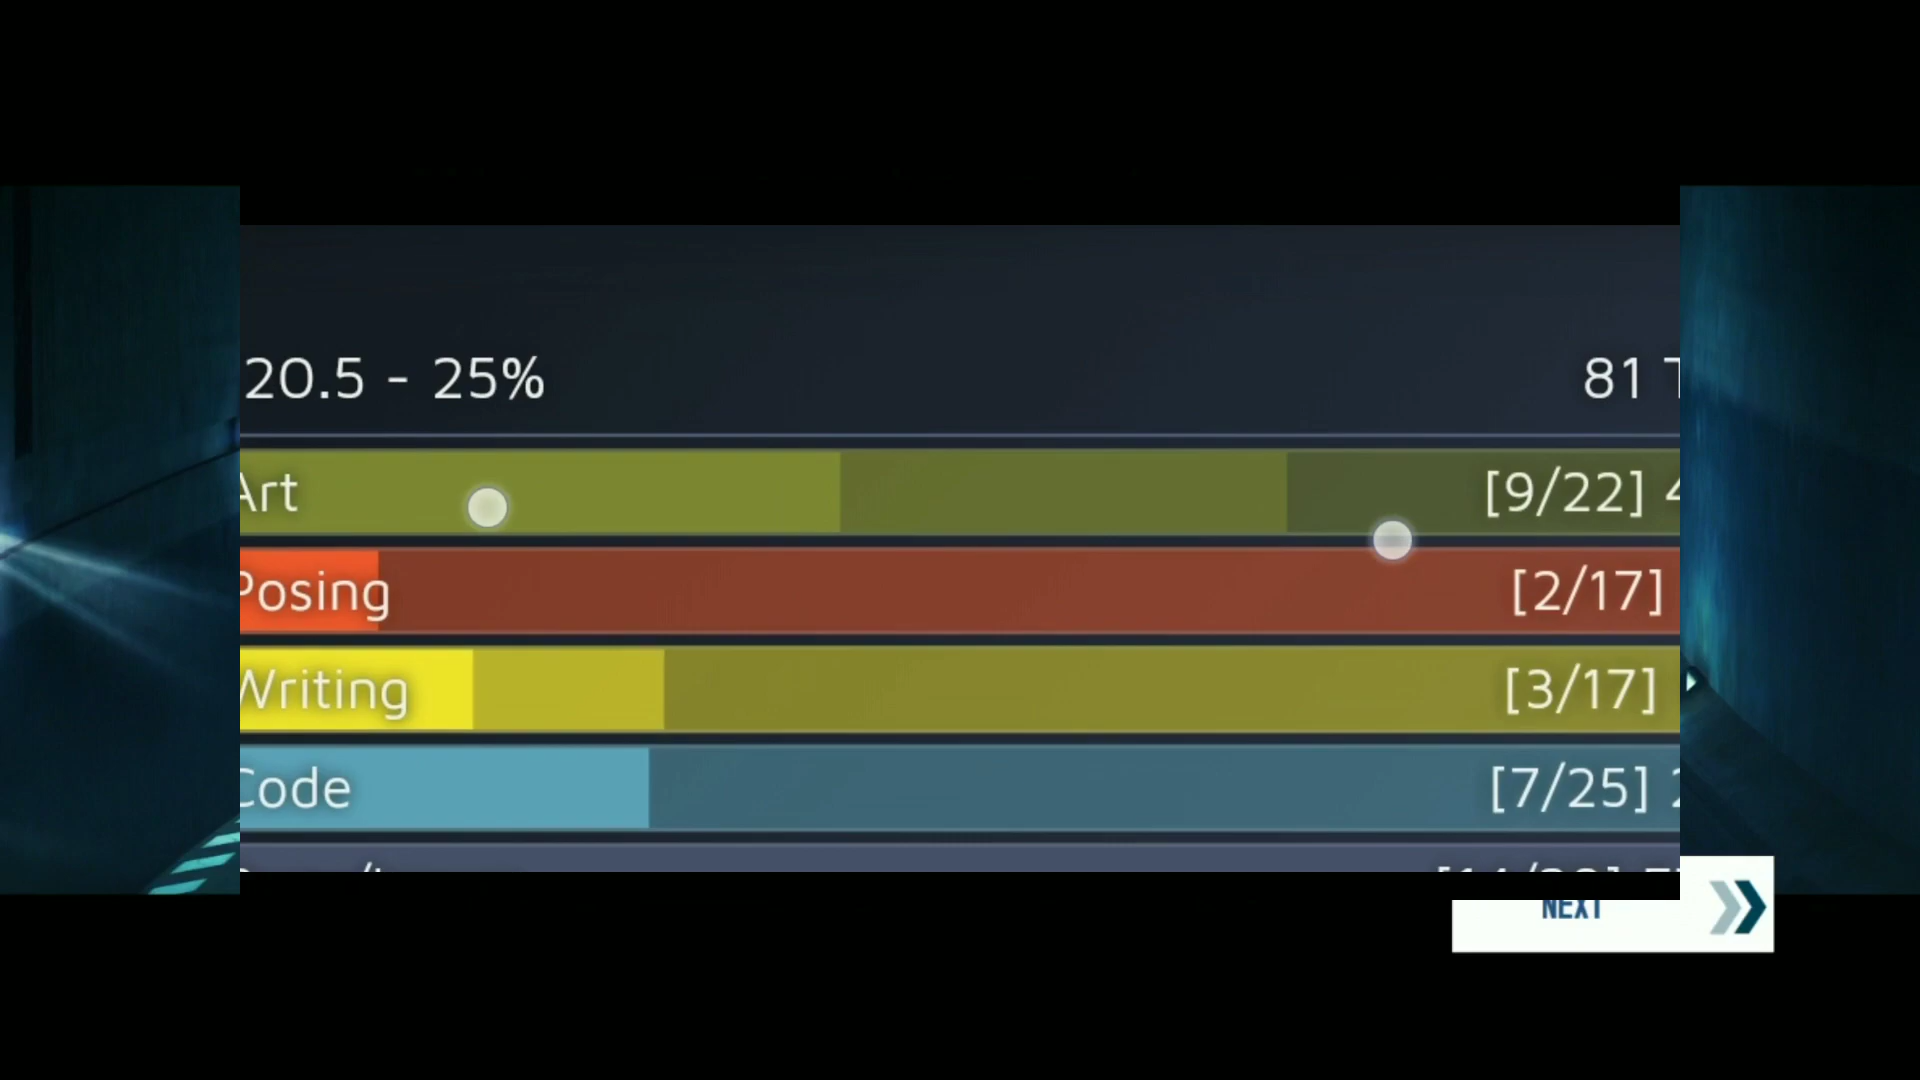 20.5 - 25%
81
Art [9/22]
Posing [2/17]
Writing [3/17]
Code [7/25]
NEXT